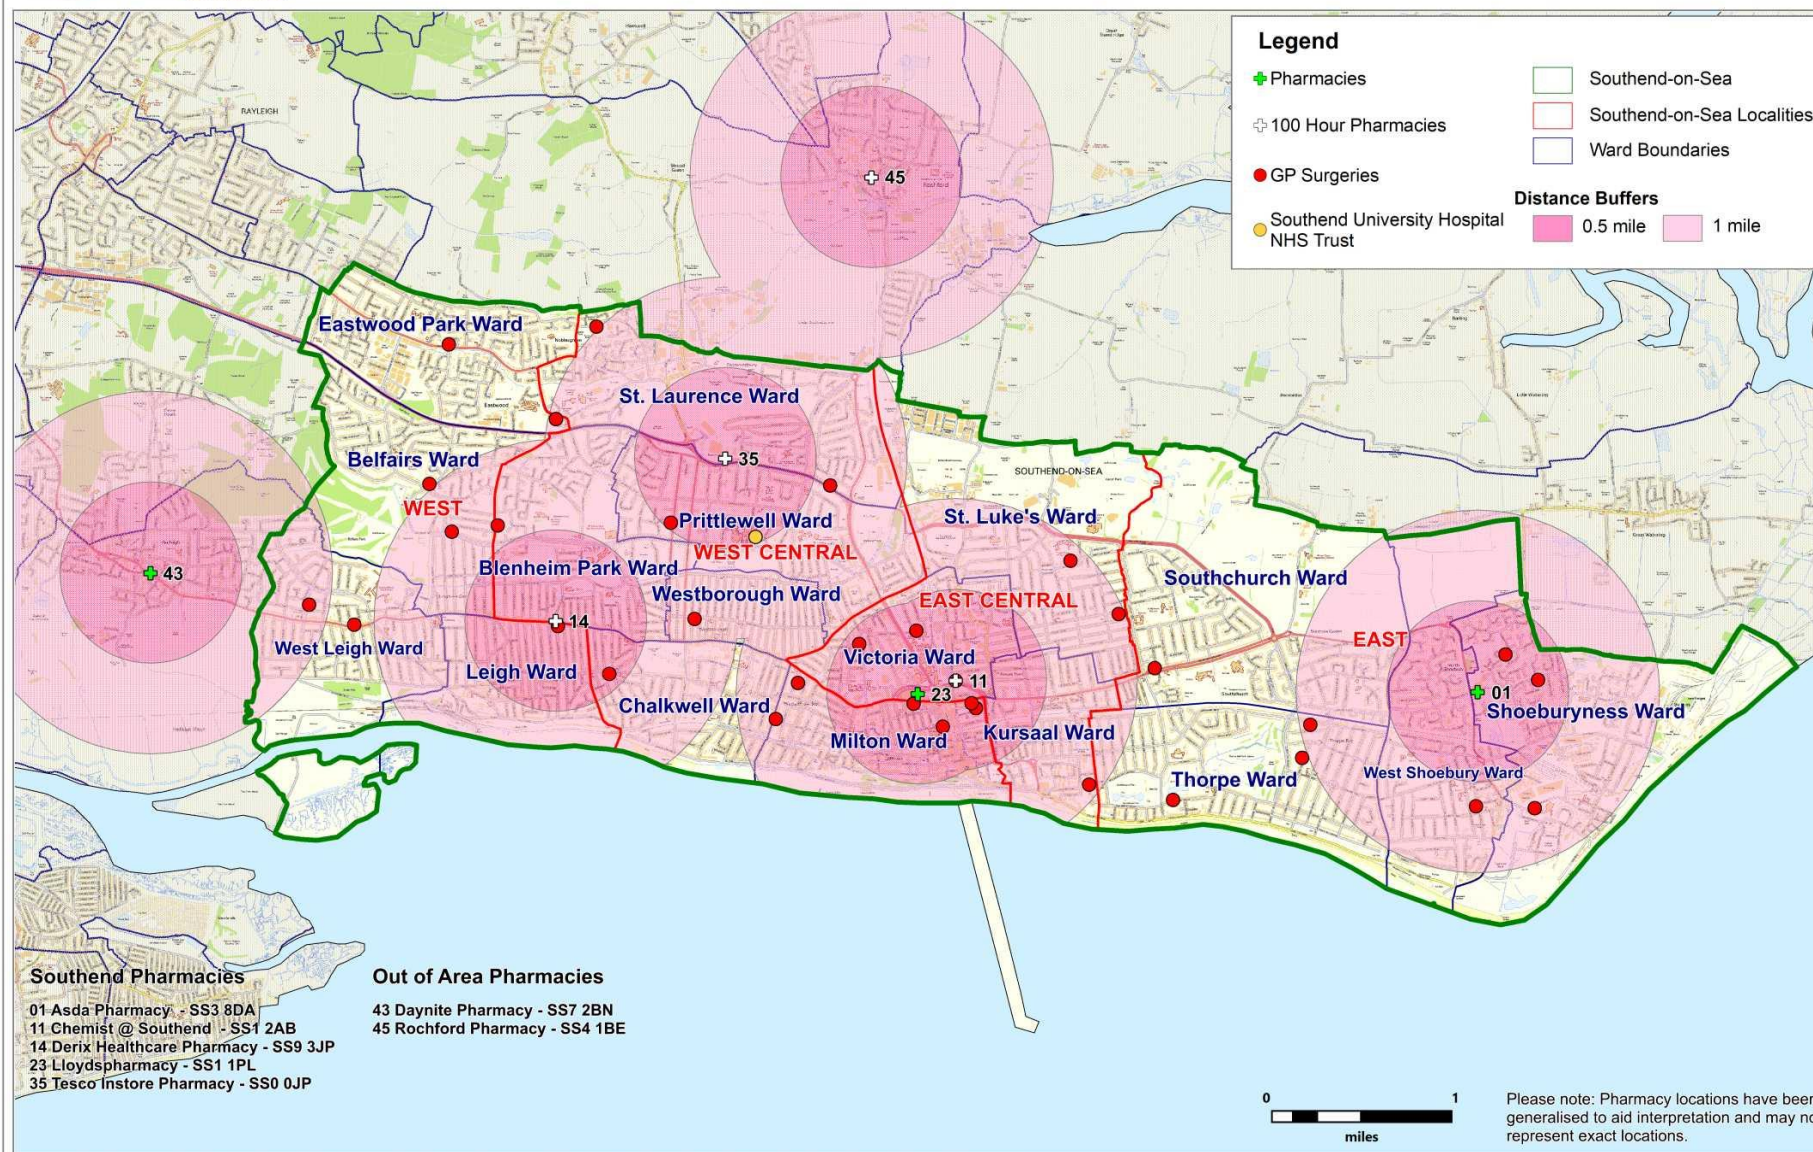 Legend
Pharmacies
100 Hour Pharmacies
GP Surgeries
Southend University Hospital
NHS Trust
Southend-on-Sea
Southend-on-Sea Localities
Ward Boundaries
Distance Buffers
0.5 mile
1 mile
RAYLEIGH
45
Eastwood Park Ward
St. Laurence Ward
35
Belfairs Ward
WEST
SOUTHEND-ON-SEA
St. Luke's Ward
Prittlewell Ward
WEST CENTRAL
43
Blenheim Park Ward
Westborough Ward
EAST CENTRAL
Southchurch Ward
14
EAST
West Leigh Ward
Leigh Ward
Victoria Ward
11
23
01
Chalkwell Ward
Shoeburyness Ward
Milton Ward
Kursaal Ward
Thorpe Ward
West Shoebury Ward
Southend Pharmacies
01 Asda Pharmacy - SS3 8DA
11 Chemist @ Southend - SS1 2AB
14 Derix Healthcare Pharmacy - SS9 3JP
23 Lloydspharmacy - SS1 1PL
35 Tesco Instore Pharmacy - SS0 0JP
Out of Area Pharmacies
43 Daynite Pharmacy - SS7 2BN
45 Rochford Pharmacy - SS4 1BE
0 1
miles
Please note: Pharmacy locations have been
generalised to aid interpretation and may no
represent exact locations.